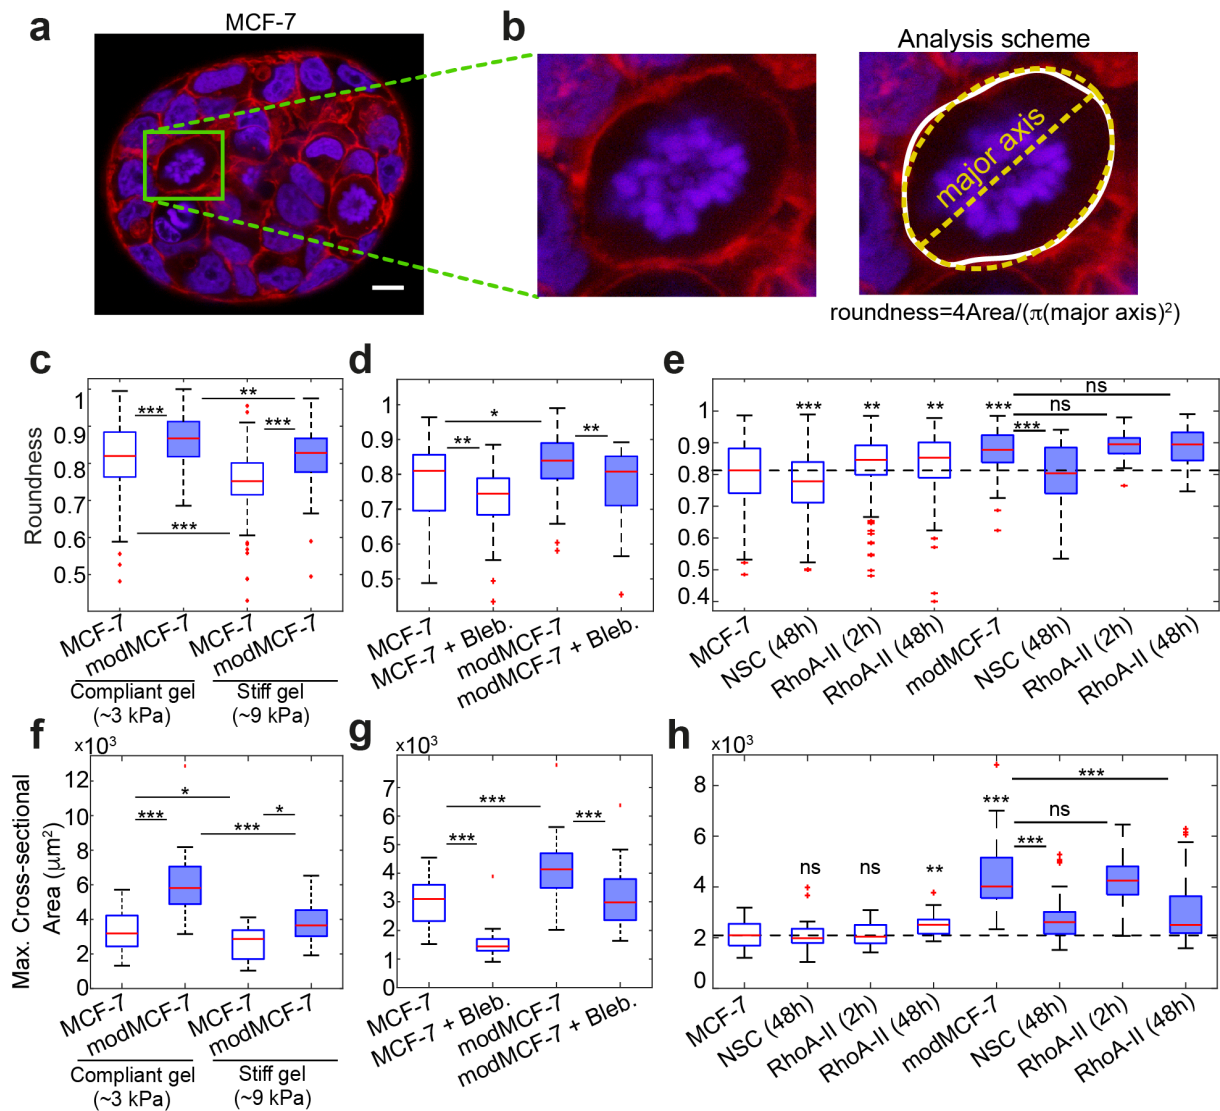 a
MCF-7
b
Analysis scheme
major axis
roundness=4Area/(π(major axis)²)
c
Roundness
1
0.9
0.8
0.7
0.6
0.5
***
**
***
***
MCF-7
modMCF-7
MCF-7
modMCF-7
Compliant gel
(~3 kPa)
Stiff gel
(~9 kPa)
d
1
0.9
0.8
0.7
0.6
0.5
*
**
**
MCF-7
MCF-7 + Bleb.
modMCF-7
modMCF-7 + Bleb.
e
1
0.9
0.8
0.7
0.6
0.5
0.4
ns
ns
***
**
**
***
***
MCF-7
NSC (48h)
RhoA-II (2h)
RhoA-II (48h)
modMCF-7
NSC (48h)
RhoA-II (2h)
RhoA-II (48h)
f
x10³
Max. Cross-sectional
Area (μm²)
12
10
8
6
4
2
0
*
***
*
***
MCF-7
modMCF-7
MCF-7
modMCF-7
Compliant gel
(~3 kPa)
Stiff gel
(~9 kPa)
g
x10³
7
6
5
4
3
2
1
0
***
***
***
MCF-7
MCF-7 + Bleb.
modMCF-7
modMCF-7 + Bleb.
h
x10³
8
6
4
2
0
***
***
ns
***
ns
ns
**
MCF-7
NSC (48h)
RhoA-II (2h)
RhoA-II (48h)
modMCF-7
NSC (48h)
RhoA-II (2h)
RhoA-II (48h)